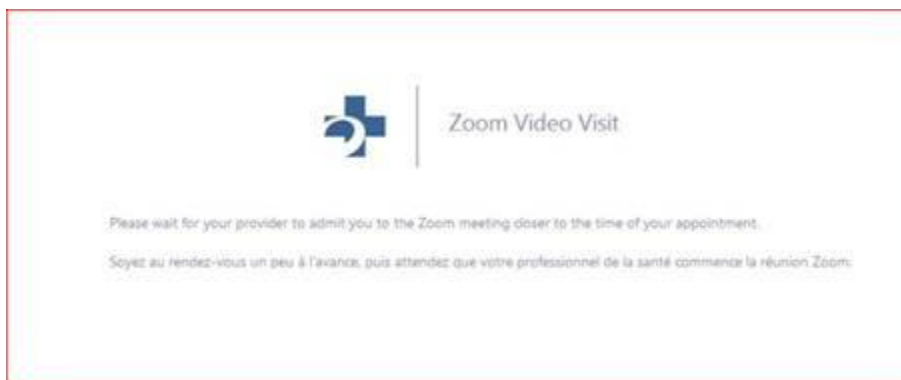 Zoom Video Visit
Please wait for your provider to admit you to the Zoom meeting closer to the time of your appointment.
Soyez au rendez-vous un peu à l'avance, puis attendez que votre professionnel de la santé commence la réunion Zoom.